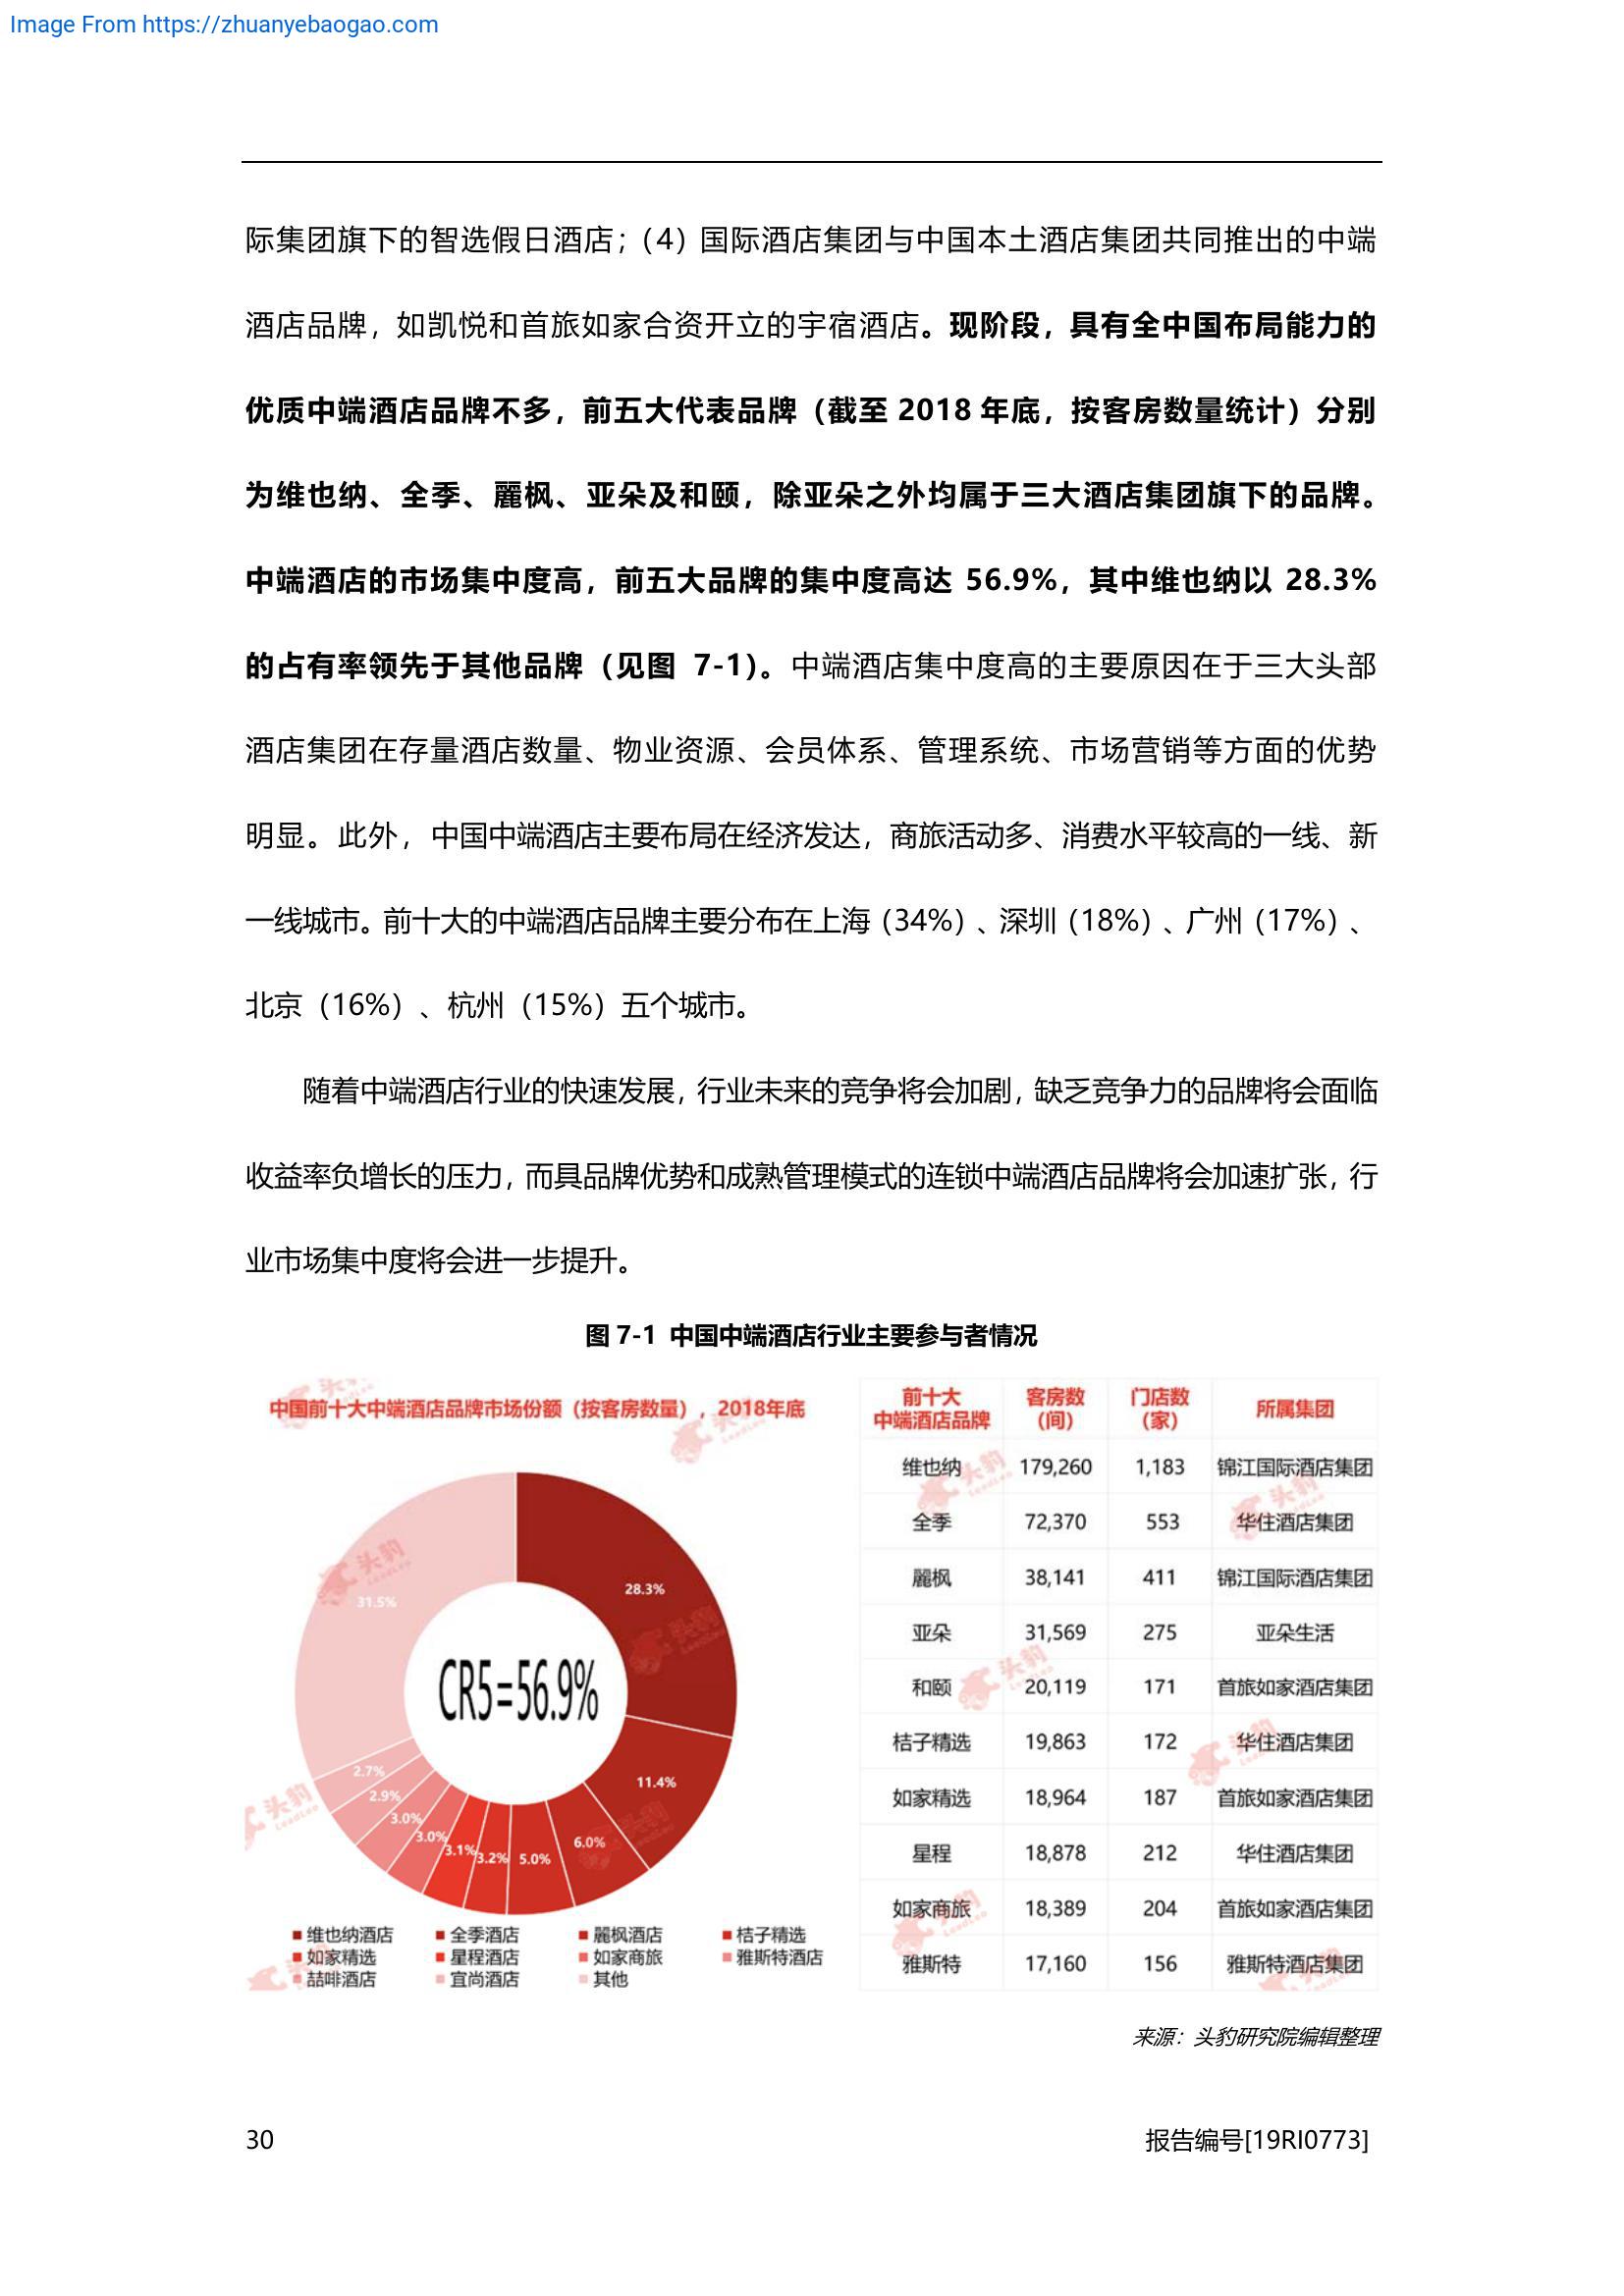 Image From https://zhuanyebaogao.com
际集团旗下的智选假日酒店；（4）国际酒店集团与中国本土酒店集团共同推出的中端
酒店品牌，如凯悦和首旅如家合资开立的宇宿酒店。现阶段，具有全中国布局能力的
优质中端酒店品牌不多，前五大代表品牌（截至 2018 年底，按客房数量统计）分别
为维也纳、全季、麗枫、亚朵及和颐，除亚朵之外均属于三大酒店集团旗下的品牌。
中端酒店的市场集中度高，前五大品牌的集中度高达 56.9%，其中维也纳以 28.3%
的占有率领先于其他品牌（见图 7-1）。中端酒店集中度高的主要原因在于三大头部
酒店集团在存量酒店数量、物业资源、会员体系、管理系统、市场营销等方面的优势
明显。此外，中国中端酒店主要布局在经济发达，商旅活动多、消费水平较高的一线、新
一线城市。前十大的中端酒店品牌主要分布在上海（34%）、深圳（18%）、广州（17%）、
北京（16%）、杭州（15%）五个城市。
随着中端酒店行业的快速发展，行业未来的竞争将会加剧，缺乏竞争力的品牌将会面临
收益率负增长的压力，而具品牌优势和成熟管理模式的连锁中端酒店品牌将会加速扩张，行
业市场集中度将会进一步提升。
图 7-1 中国中端酒店行业主要参与者情况
中国前十大中端酒店品牌市场份额（按客房数量），2018年底
28.3%
11.4%
6.0%
5.0%
3.2%
3.1%
3.0%
3.0%
2.9%
2.7%
31.5%
CR5=56.9%
维也纳酒店 全季酒店 麗枫酒店 桔子精选
如家精选 星程酒店 如家商旅 雅斯特酒店
喆啡酒店 宜尚酒店 其他
前十大 客房数 门店数 所属集团
中端酒店品牌 （间） （家）
维也纳 179,260 1,183 锦江国际酒店集团
全季 72,370 553 华住酒店集团
麗枫 38,141 411 锦江国际酒店集团
亚朵 31,569 275 亚朵生活
和颐 20,119 171 首旅如家酒店集团
桔子精选 19,863 172 华住酒店集团
如家精选 18,964 187 首旅如家酒店集团
星程 18,878 212 华住酒店集团
如家商旅 18,389 204 首旅如家酒店集团
雅斯特 17,160 156 雅斯特酒店集团
来源：头豹研究院编辑整理
30 报告编号[19RI0773]